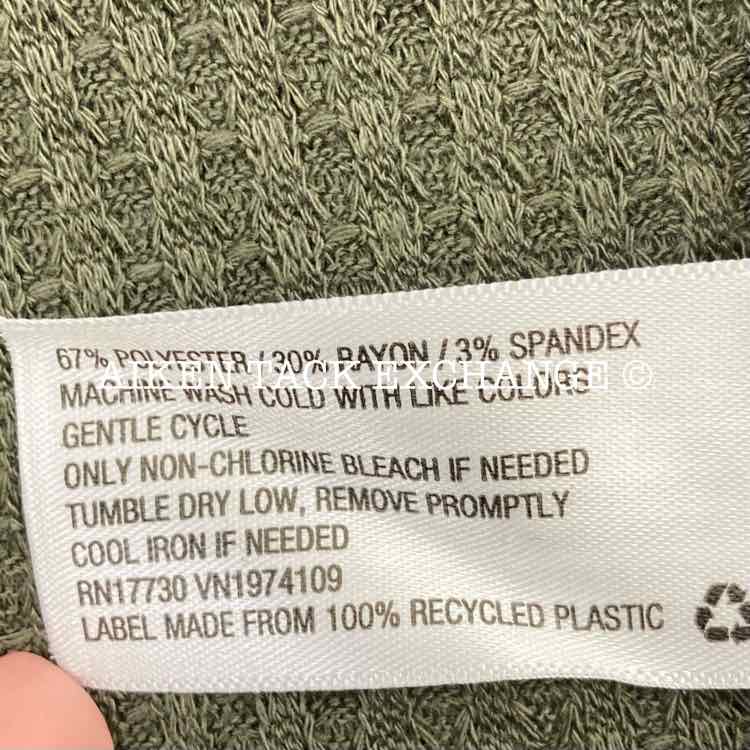 67% POLYESTER / 30% RAYON / 3% SPANDEX
AIKEN TACK EXCHANGE ©
MACHINE WASH COLD WITH LIKE COLORS
GENTLE CYCLE
ONLY NON-CHLORINE BLEACH IF NEEDED
TUMBLE DRY LOW, REMOVE PROMPTLY
COOL IRON IF NEEDED
RN17730 VN1974109
LABEL MADE FROM 100% RECYCLED PLASTIC